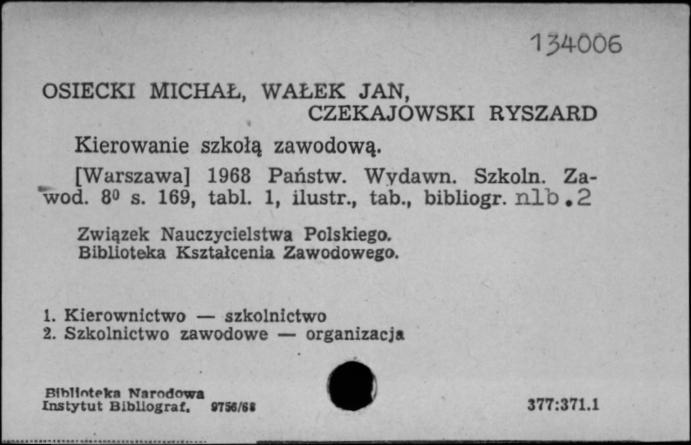 134006
OSIECKI MICHAŁ, WAŁEK JAN,
CZEKAJOWSKI RYSZARD
Kierowanie szkołą zawodową.
[Warszawa] 1968 Państw. Wydawn. Szkoln. Za-
wod. 8⁰ s. 169, tabl. 1, ilustr., tab., bibliogr. nlb.2
Związek Nauczycielstwa Polskiego.
Biblioteka Kształcenia Zawodowego.
1. Kierownictwo — szkolnictwo
2. Szkolnictwo zawodowe — organizacja
Biblioteka Narodowa
Instytut Bibliograf. 9756/68
377:371.1